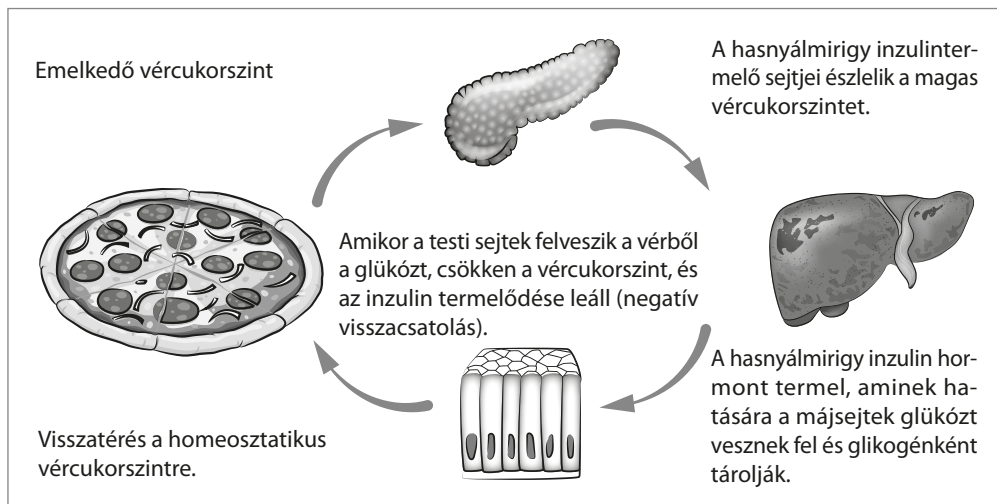 Emelkedő vércukorszint
A hasnyálmirigy inzulinter-
melő sejtjei észlelik a magas
vércukorszintet.
Amikor a testi sejtek felveszik a vérből
a glükózt, csökken a vércukorszint, és
az inzulin termelődése leáll (negatív
visszacsatolás).
A hasnyálmirigy inzulin hor-
mont termel, aminek ha-
tására a májsejtek glükózt
vesznek fel és glikogénként
tárolják.
Visszatérés a homeosztatikus
vércukorszintre.